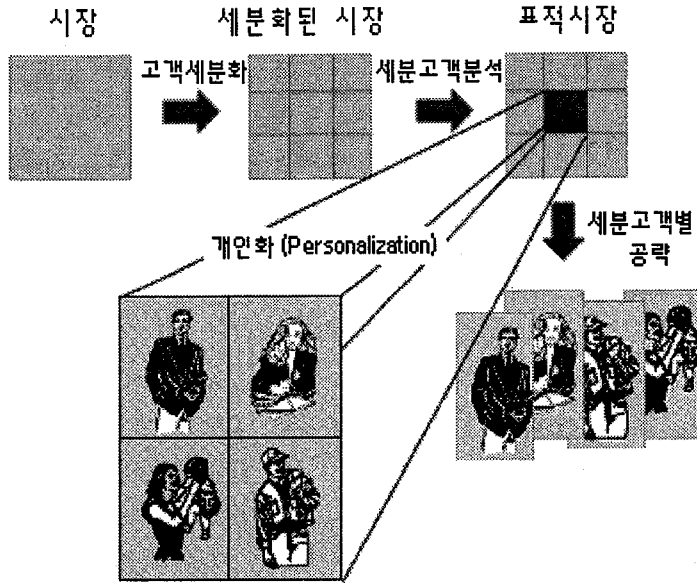 시장
세분화된 시장
표적시장
고객세분화
세분고객분석
세분고객별
공략
개인화 (Personalization)